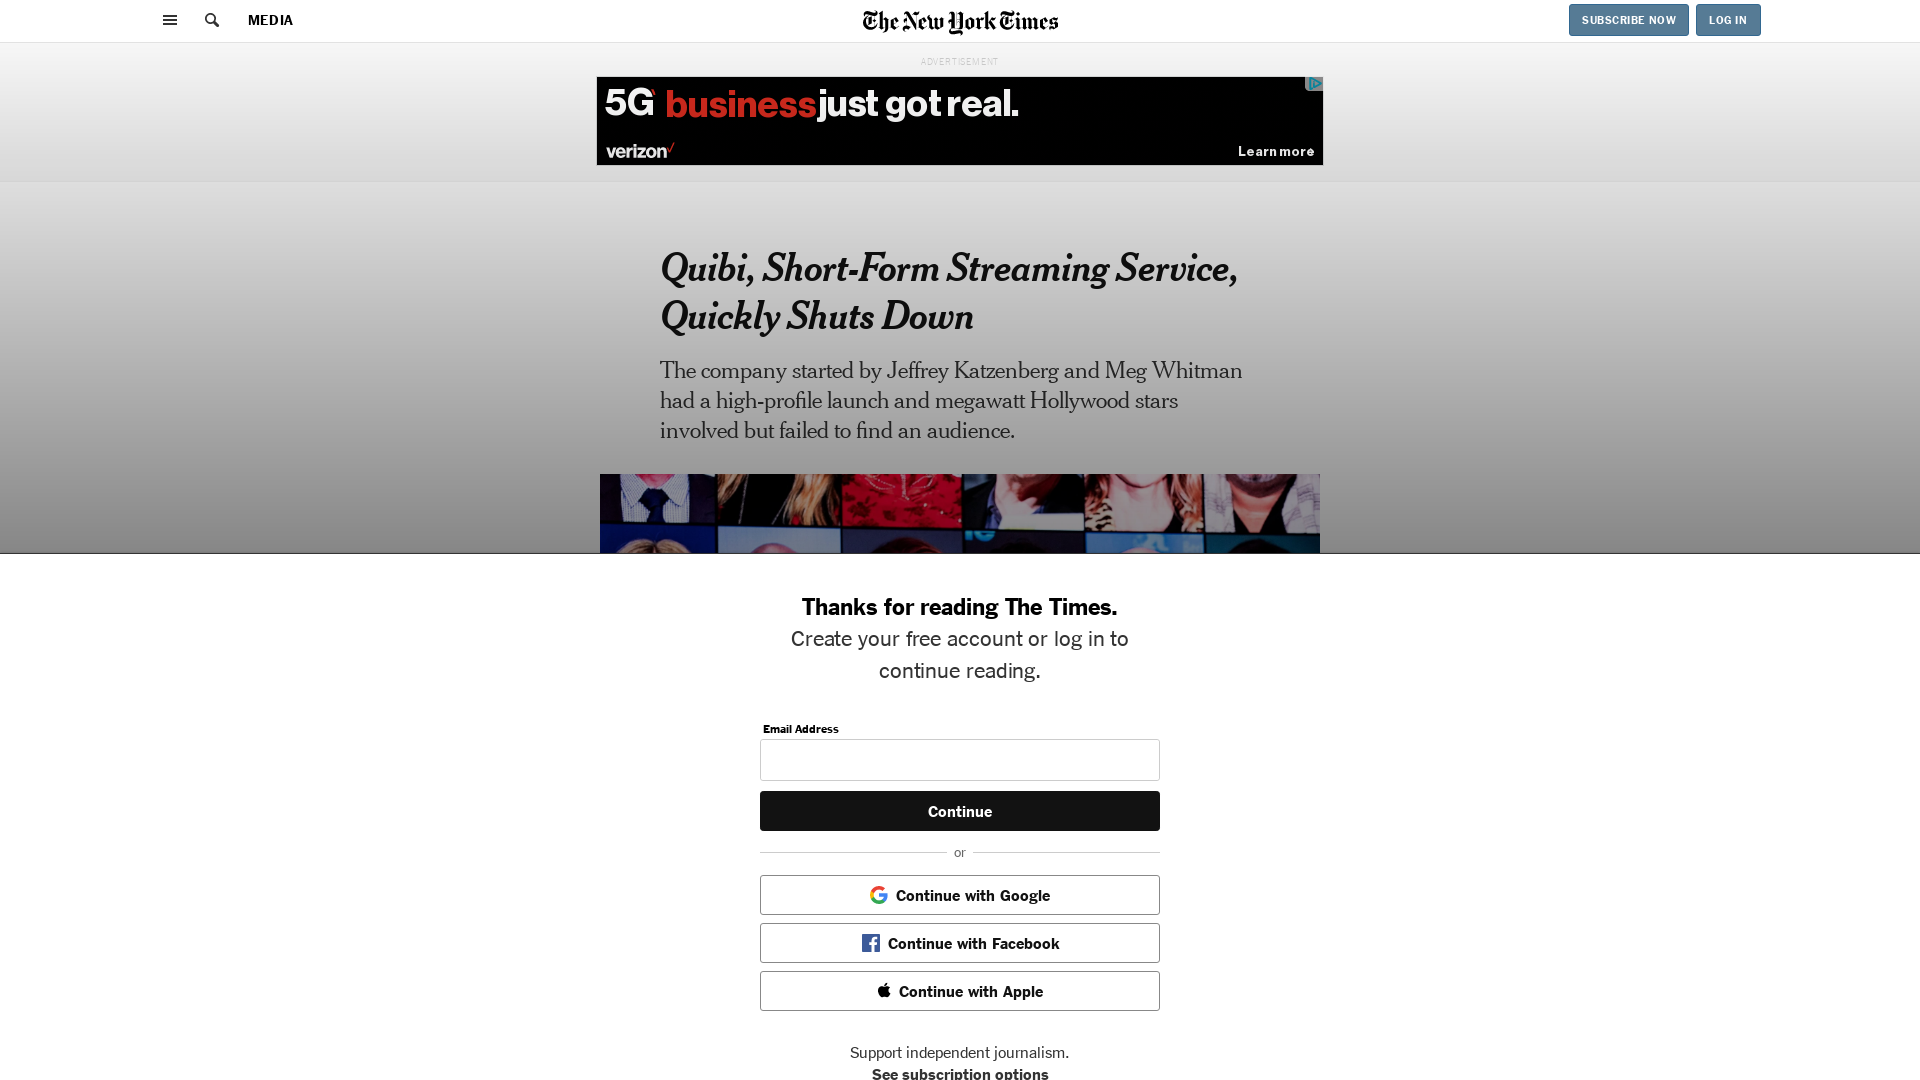 MEDIA
The New York Times
SUBSCRIBE NOW
LOG IN
ADVERTISEMENT
5G business just got real.
verizon
Learn more
Quibi, Short-Form Streaming Service,
Quickly Shuts Down
The company started by Jeffrey Katzenberg and Meg Whitman
had a high-profile launch and megawatt Hollywood stars
involved but failed to find an audience.
Thanks for reading The Times.
Create your free account or log in to
continue reading.
Email Address
Continue
or
Continue with Google
Continue with Facebook
Continue with Apple
Support independent journalism.
See subscription options